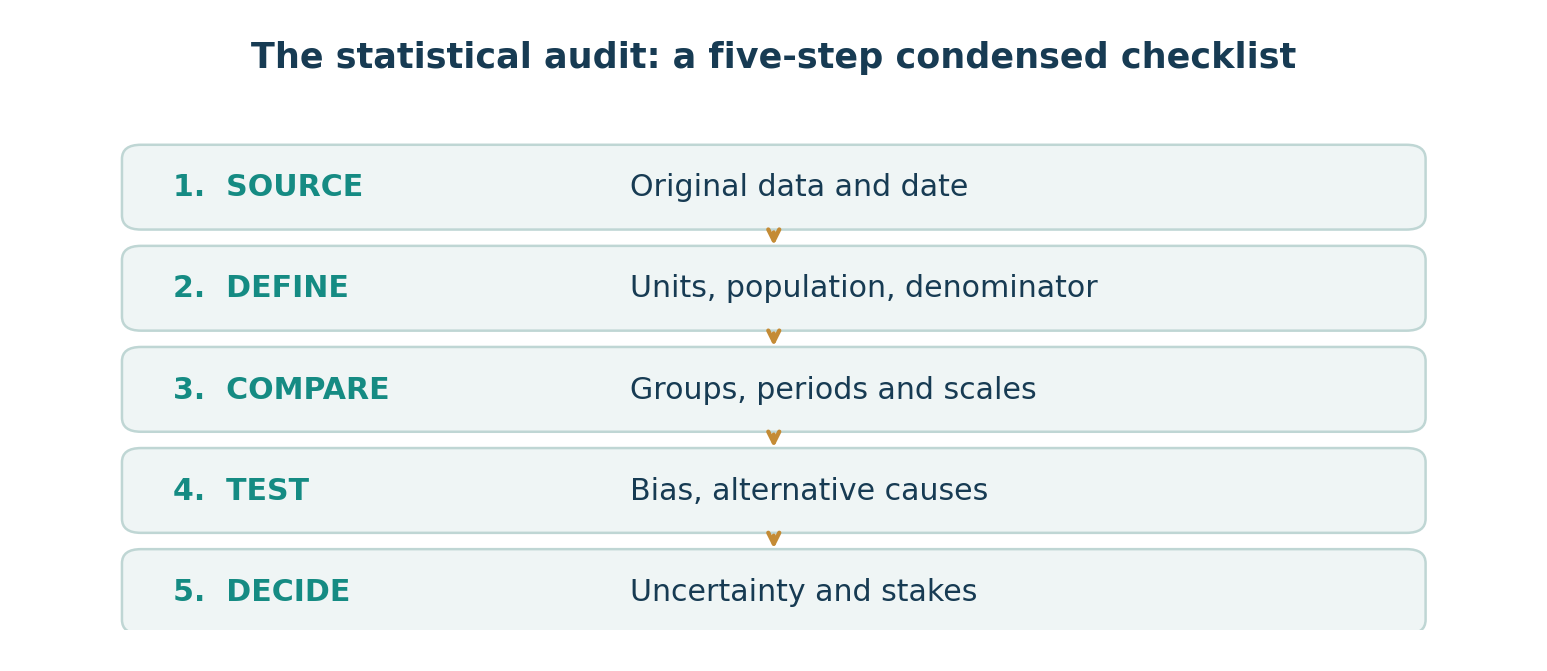 The statistical audit: a five-step condensed checklist
1. SOURCE Original data and date
2. DEFINE Units, population, denominator
3. COMPARE Groups, periods and scales
4. TEST Bias, alternative causes
5. DECIDE Uncertainty and stakes